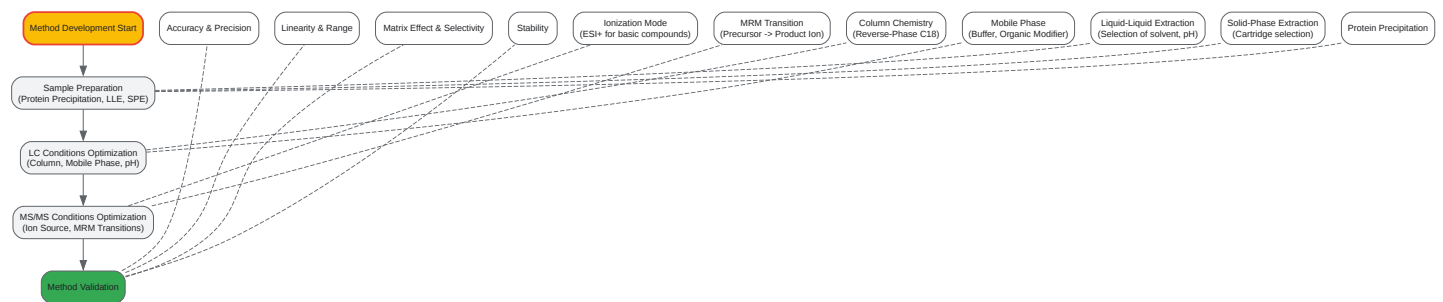 Method Development Start
Accuracy & Precision
Linearity & Range
Matrix Effect & Selectivity
Stability
Ionization Mode
(ESI+ for basic compounds)
MRM Transition
(Precursor -> Product Ion)
Column Chemistry
(Reverse-Phase C18)
Mobile Phase
(Buffer, Organic Modifier)
Liquid-Liquid Extraction
(Selection of solvent, pH)
Solid-Phase Extraction
(Cartridge selection)
Protein Precipitation
Sample Preparation
(Protein Precipitation, LLE, SPE)
LC Conditions Optimization
(Column, Mobile Phase, pH)
MS/MS Conditions Optimization
(Ion Source, MRM Transitions)
Method Validation